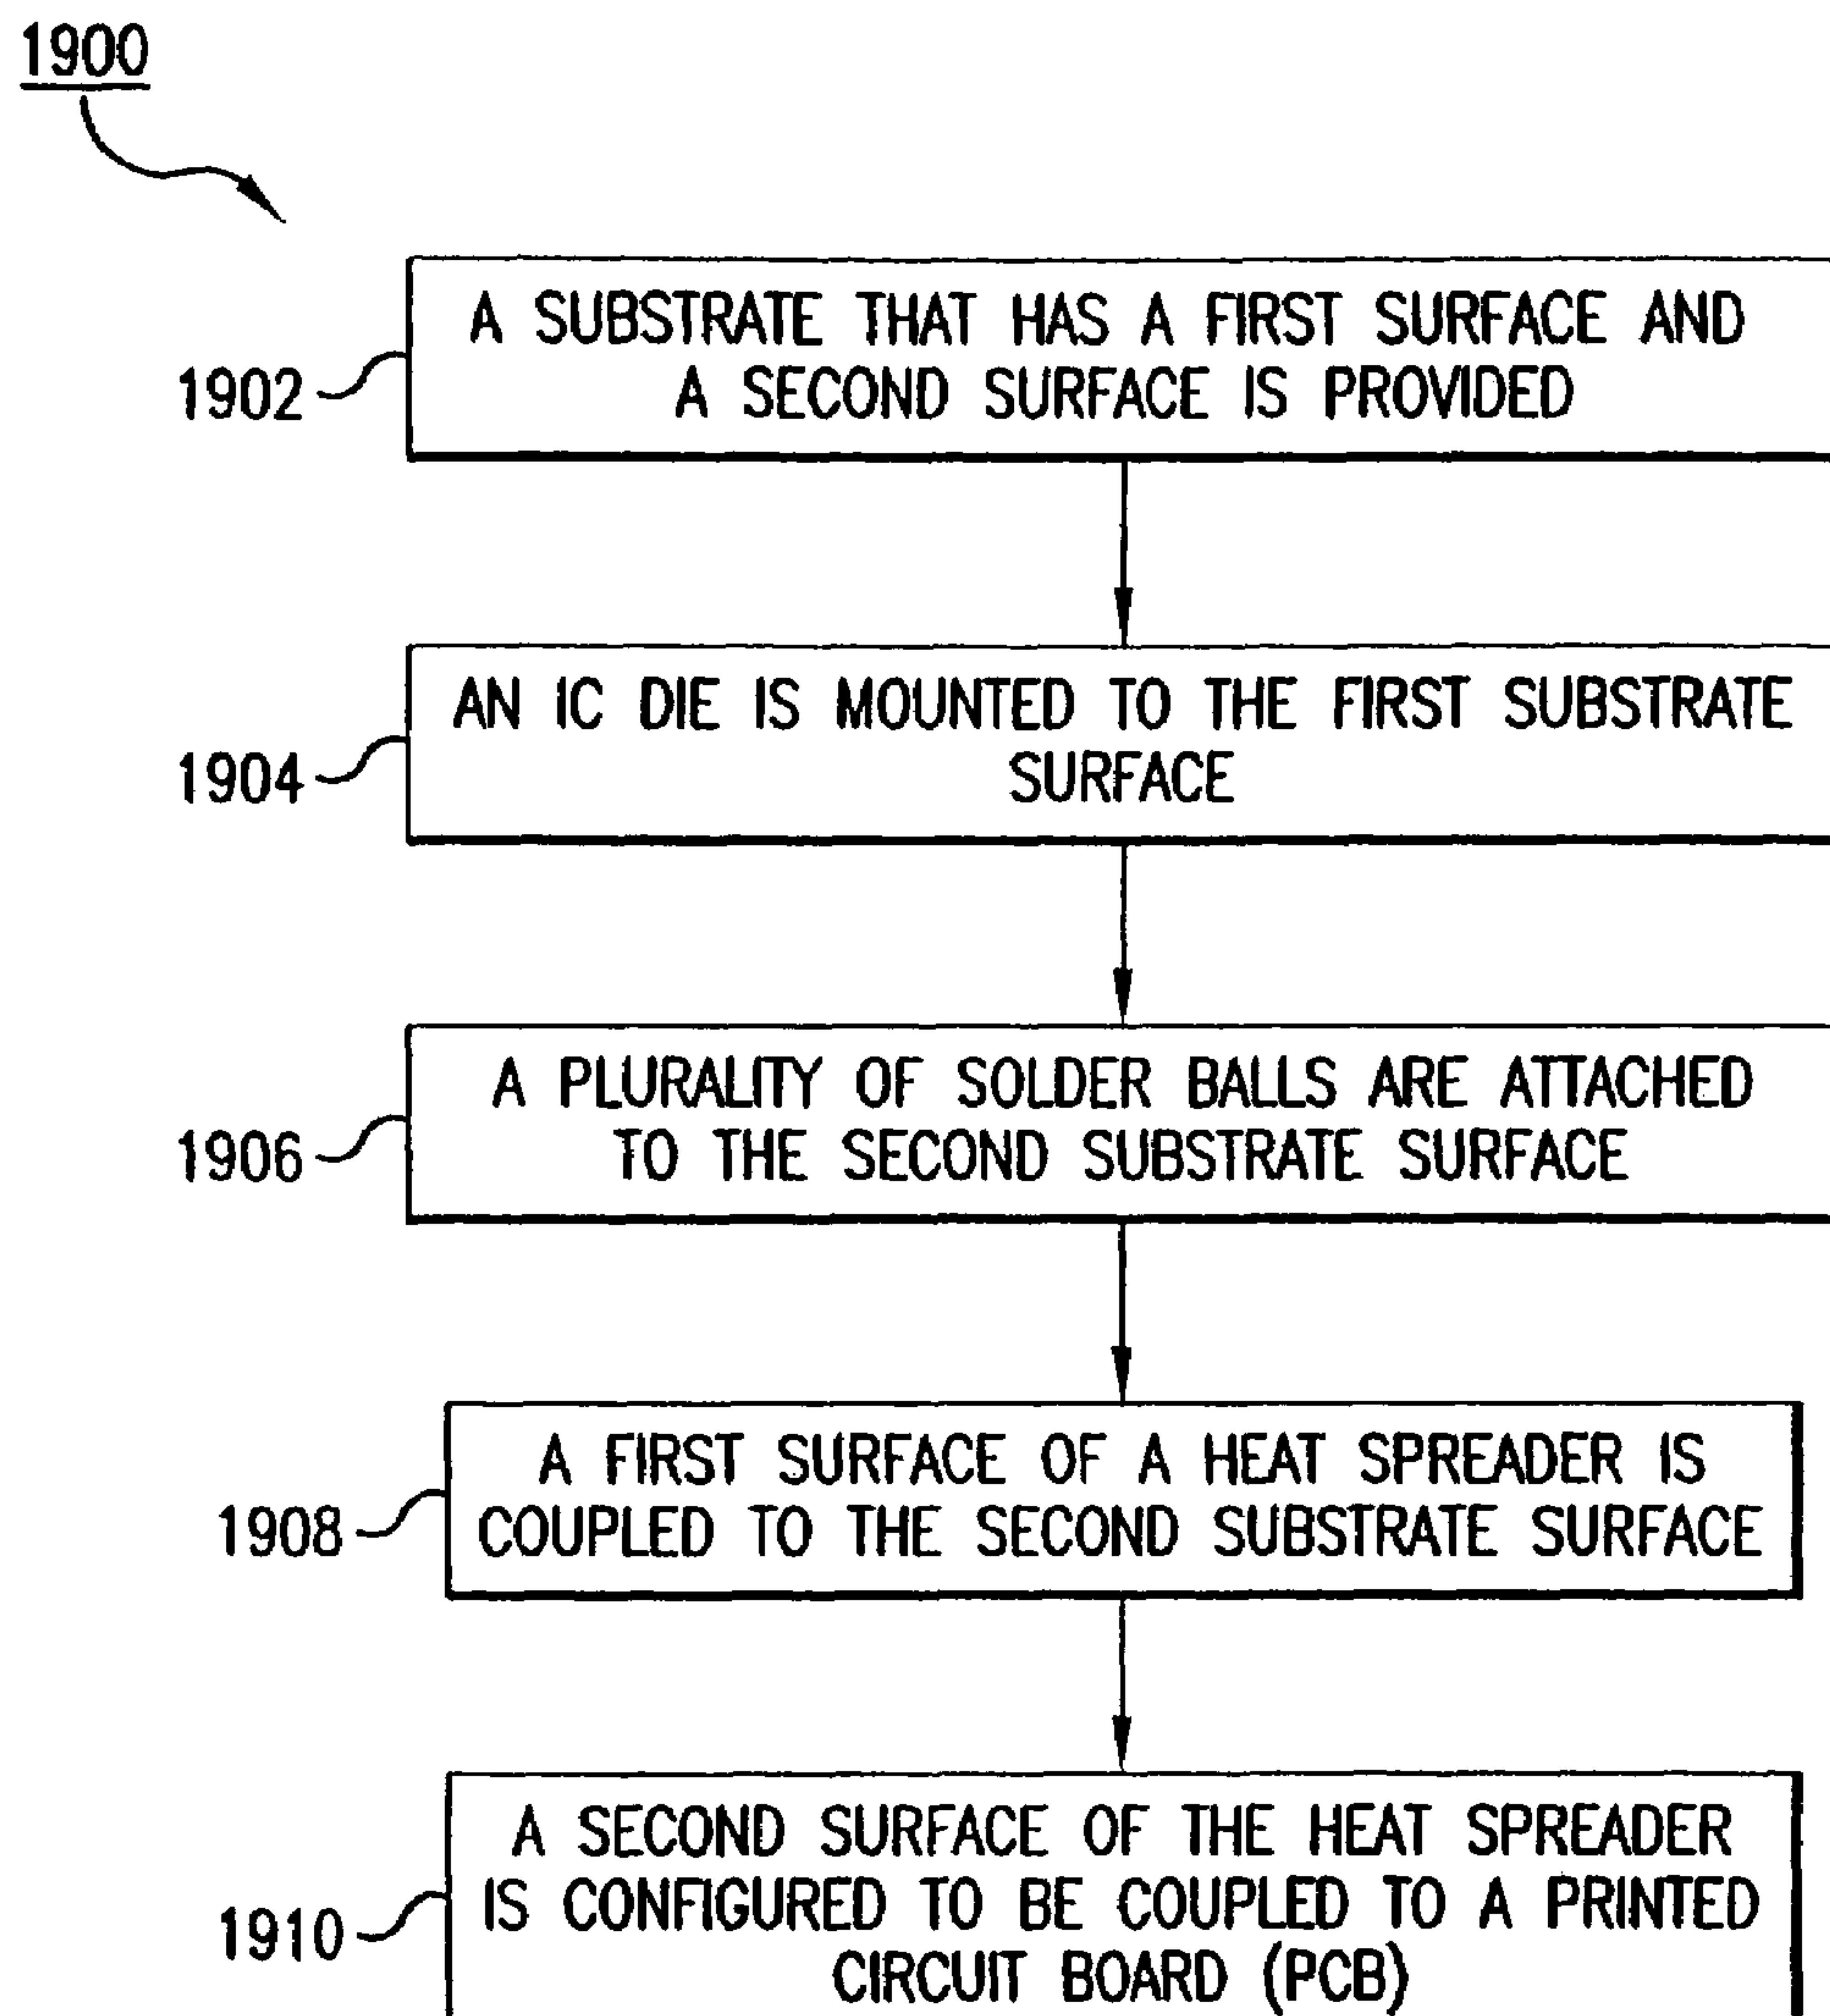 1900
A SUBSTRATE THAT HAS A FIRST SURFACE AND
A SECOND SURFACE IS PROVIDED
1902
AN IC DIE IS MOUNTED TO THE FIRST SUBSTRATE
SURFACE
1904
A PLURALITY OF SOLDER BALLS ARE ATTACHED
TO THE SECOND SUBSTRATE SURFACE
1906
A FIRST SURFACE OF A HEAT SPREADER IS
COUPLED TO THE SECOND SUBSTRATE SURFACE
1908
A SECOND SURFACE OF THE HEAT SPREADER
IS CONFIGURED TO BE COUPLED TO A PRINTED
CIRCUIT BOARD (PCB)
1910